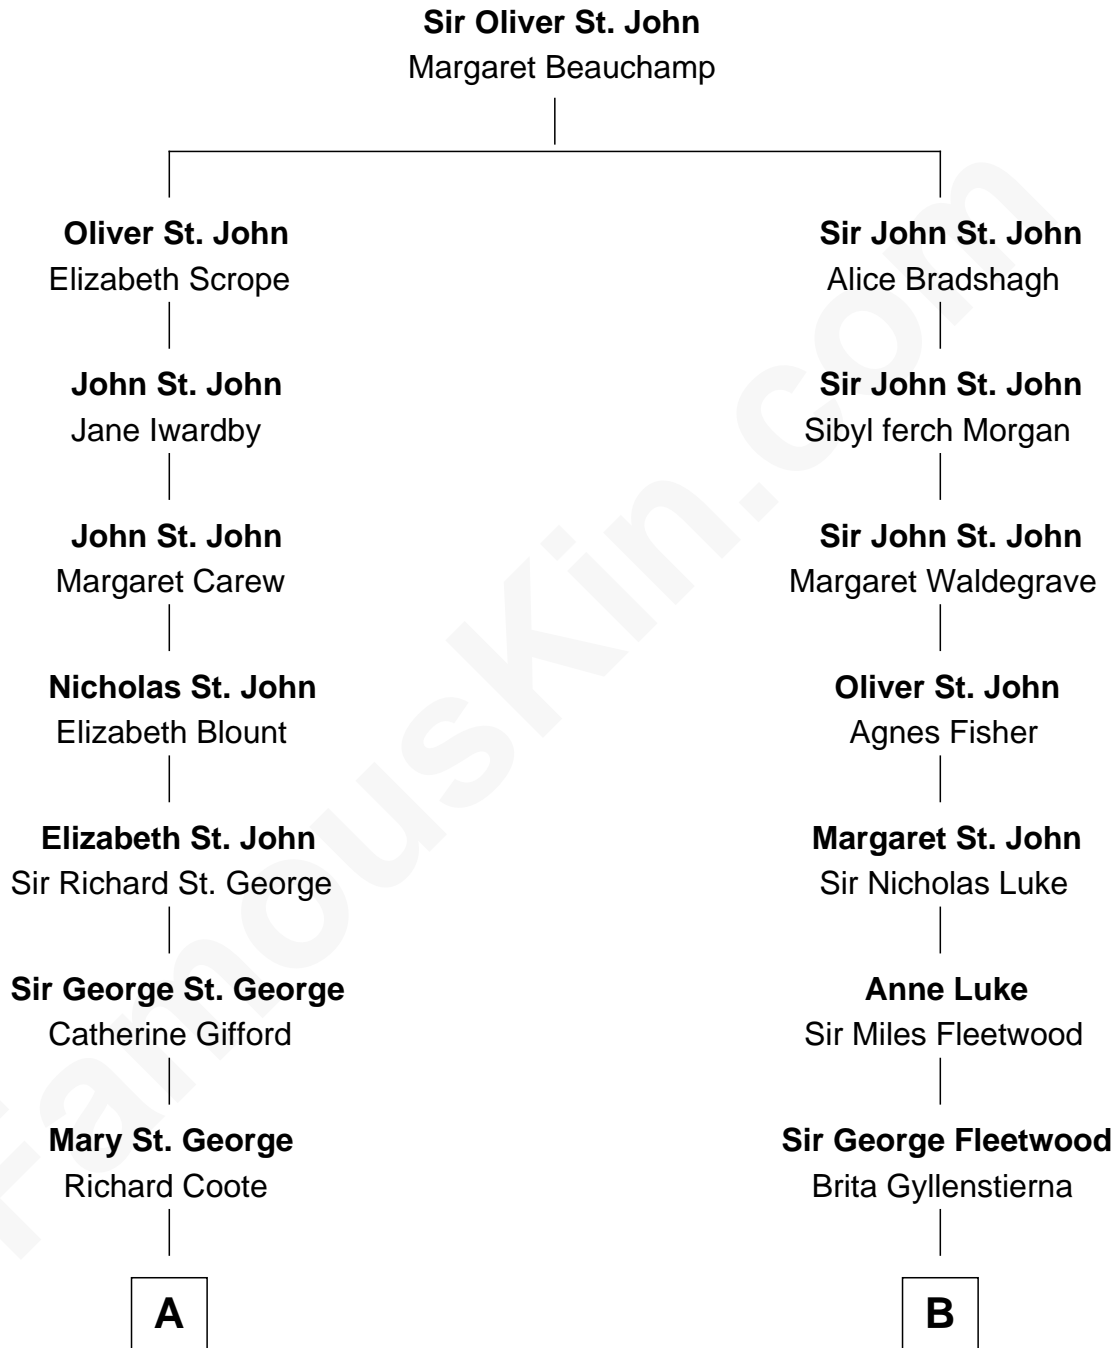 Sir Oliver St. John
Margaret Beauchamp
Oliver St. John
Elizabeth Scrope
Sir John St. John
Alice Bradshagh
John St. John
Jane Iwardby
Sir John St. John
Sibyl ferch Morgan
John St. John
Margaret Carew
Sir John St. John
Margaret Waldegrave
Nicholas St. John
Elizabeth Blount
Oliver St. John
Agnes Fisher
Elizabeth St. John
Sir Richard St. George
Margaret St. John
Sir Nicholas Luke
Sir George St. George
Catherine Gifford
Anne Luke
Sir Miles Fleetwood
Mary St. George
Richard Coote
Sir George Fleetwood
Brita Gyllenstierna
A
B
FamousKin.com